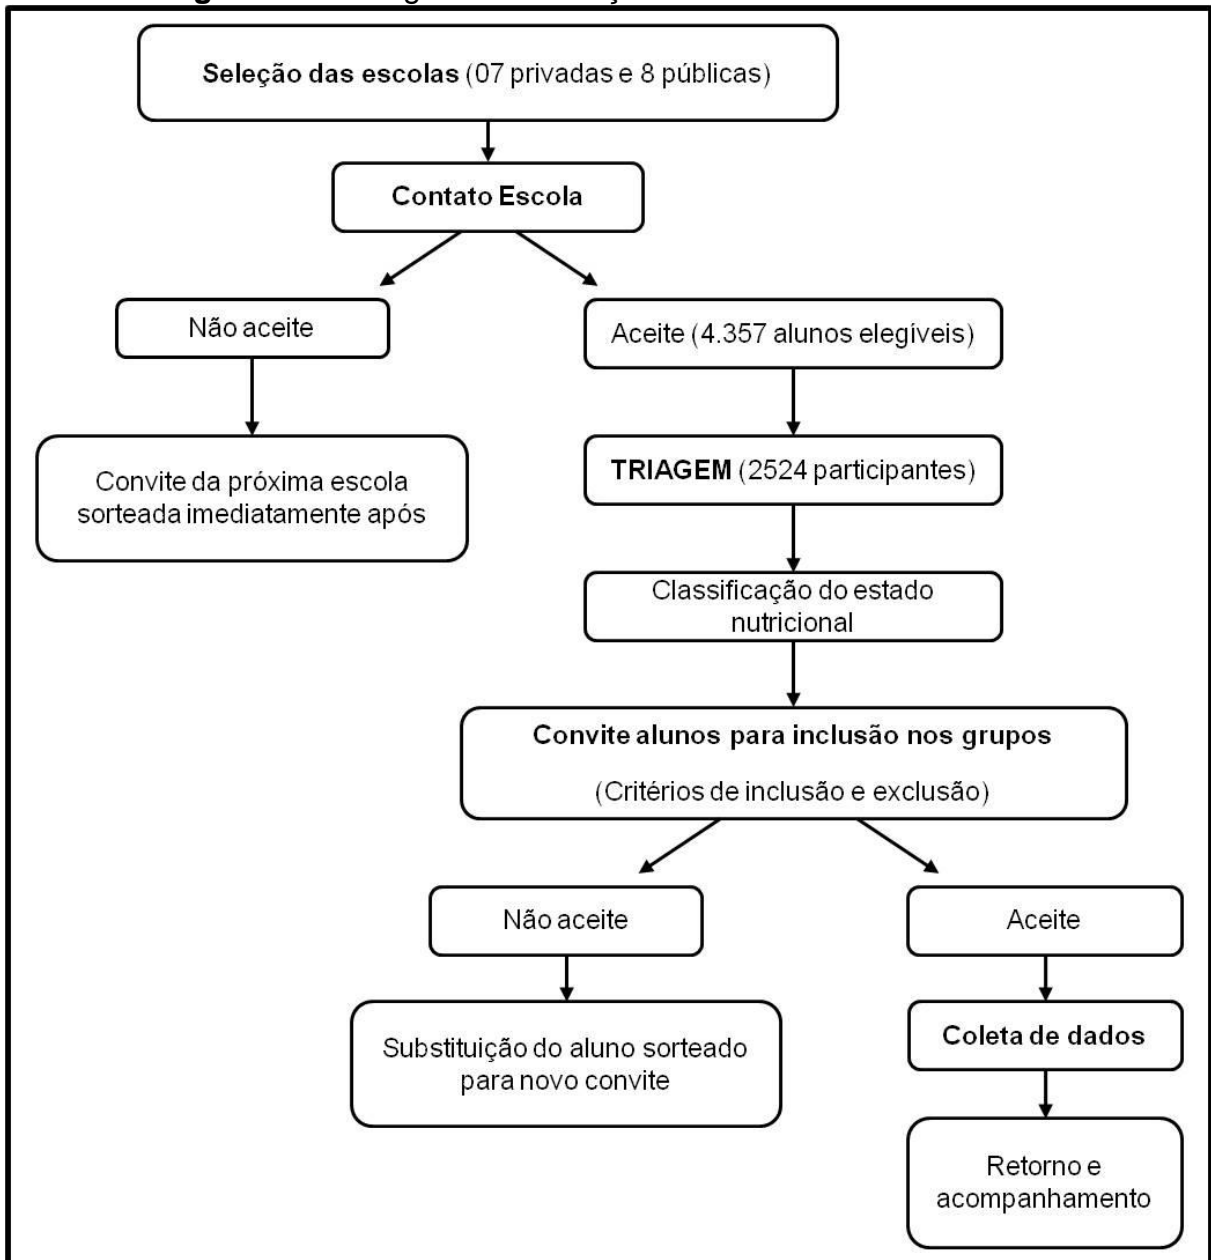 Seleção das escolas (07 privadas e 8 públicas)
Contato Escola
Não aceite
Aceite (4.357 alunos elegíveis)
Convite da próxima escola
sorteada imediatamente após
TRIAGEM (2524 participantes)
Classificação do estado
nutricional
Convite alunos para inclusão nos grupos
(Critérios de inclusão e exclusão)
Não aceite
Aceite
Substituição do aluno sorteado
para novo convite
Coleta de dados
Retorno e
acompanhamento